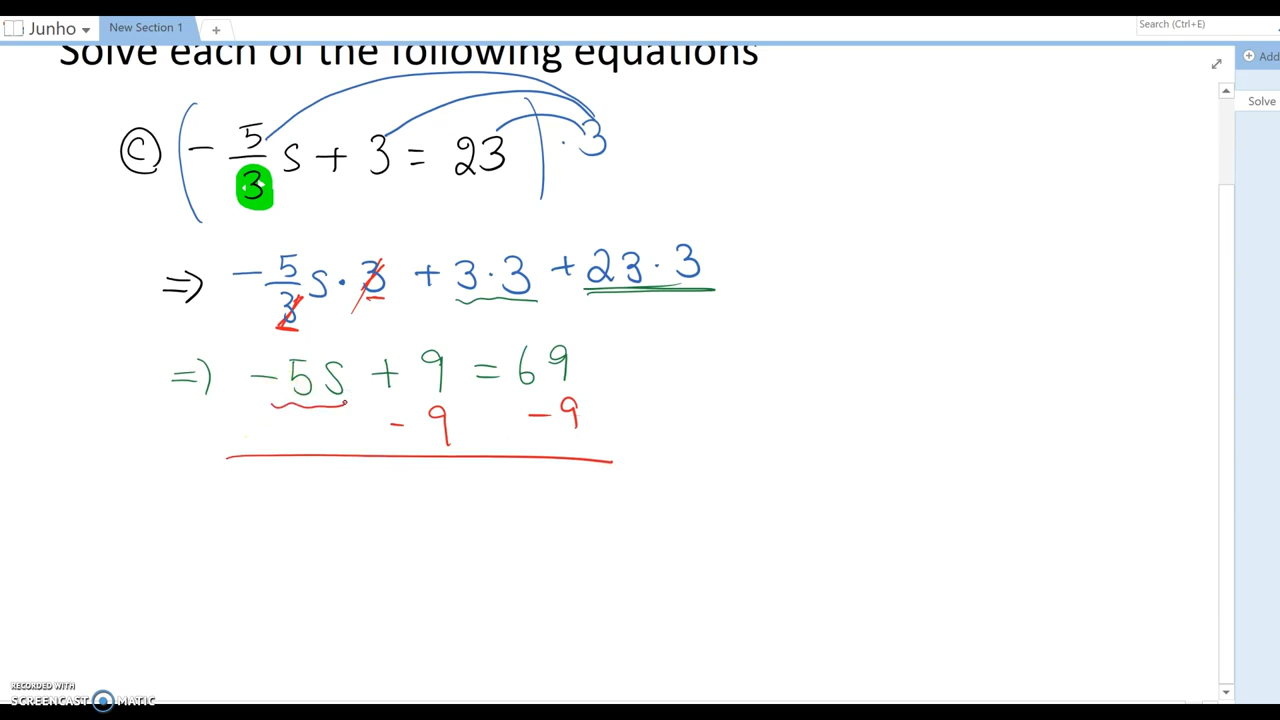 Junho
New Section 1
Search (Ctrl+E)
Add
Solve each of the following equations
Solve
(c) ( - 5/3 s + 3 = 23 ) · 3
⇒ - 5/3 s · 3 + 3 · 3 + 23 · 3
⇒ - 5s + 9 = 69
- 9 - 9
RECORDED WITH
SCREENCAST MATIC